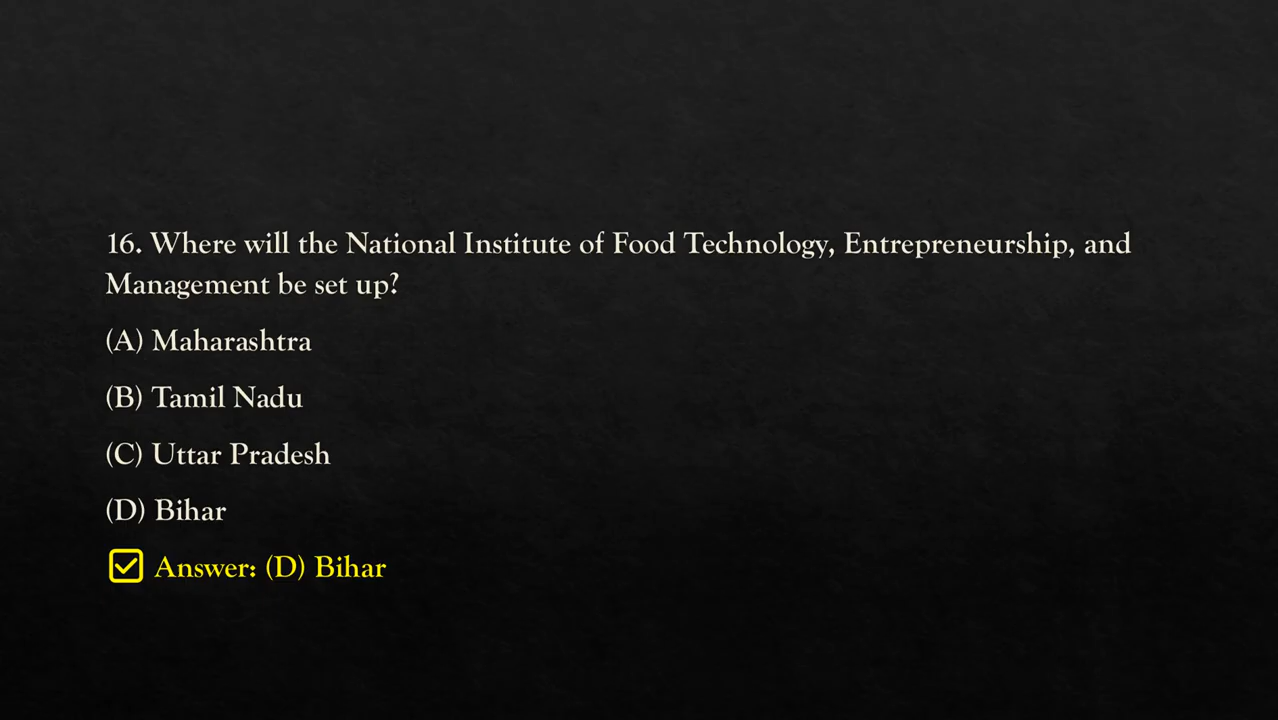 16. Where will the National Institute of Food Technology, Entrepreneurship, and
Management be set up?
(A) Maharashtra
(B) Tamil Nadu
(C) Uttar Pradesh
(D) Bihar
Answer: (D) Bihar